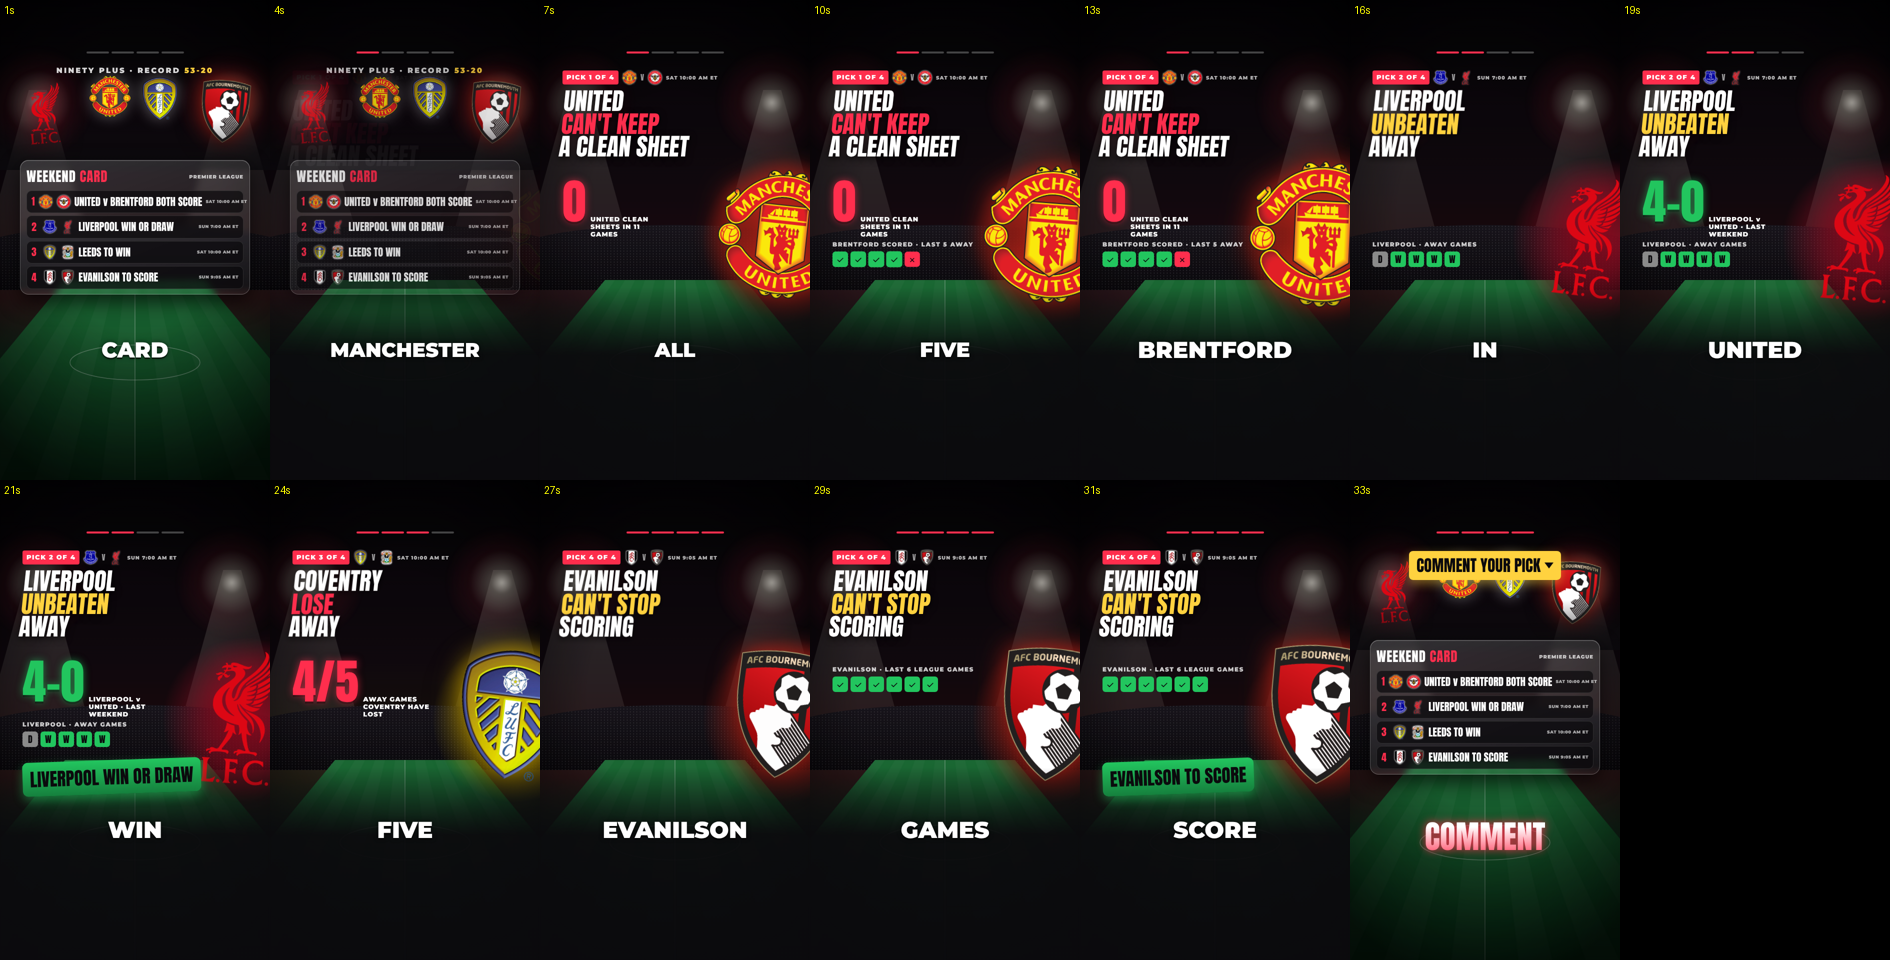 1s
NINETY PLUS · RECORD 53-20
L.F.C.
MANCHESTER UNITED
AFC BOURNEMOUTH
WEEKEND CARD PREMIER LEAGUE
1 UNITED v BRENTFORD BOTH SCORE SAT 10:00 AM ET
2 LIVERPOOL WIN OR DRAW SUN 7:00 AM ET
3 LEEDS TO WIN SAT 10:00 AM ET
4 EVANILSON TO SCORE SUN 9:05 AM ET
CARD
4s
NINETY PLUS · RECORD 53-20
L.F.C.
MANCHESTER UNITED
AFC BOURNEMOUTH
CAN'T KEEP
A CLEAN SHEET
WEEKEND CARD PREMIER LEAGUE
1 UNITED v BRENTFORD BOTH SCORE SAT 10:00 AM ET
2 LIVERPOOL WIN OR DRAW SUN 7:00 AM ET
3 LEEDS TO WIN SAT 10:00 AM ET
4 EVANILSON TO SCORE SUN 9:05 AM ET
MANCHESTER
7s
PICK 1 OF 4 V SAT 10:00 AM ET
UNITED
CAN'T KEEP
A CLEAN SHEET
0 UNITED CLEAN
SHEETS IN 11
GAMES
MANCHES
UNITED
ALL
10s
PICK 1 OF 4 V SAT 10:00 AM ET
UNITED
CAN'T KEEP
A CLEAN SHEET
0 UNITED CLEAN
SHEETS IN 11
GAMES
BRENTFORD SCORED · LAST 5 AWAY
MANCHES
UNITE
FIVE
13s
PICK 1 OF 4 V SAT 10:00 AM ET
UNITED
CAN'T KEEP
A CLEAN SHEET
0 UNITED CLEAN
SHEETS IN 11
GAMES
BRENTFORD SCORED · LAST 5 AWAY
MANCHES
UNITE
BRENTFORD
16s
PICK 2 OF 4 V SUN 7:00 AM ET
LIVERPOOL
UNBEATEN
AWAY
LIVERPOOL · AWAY GAMES
D W W W W
L.F.C.
IN
19s
PICK 2 OF 4 V SUN 7:00 AM ET
LIVERPOOL
UNBEATEN
AWAY
4-0 LIVERPOOL v
UNITED · LAST
WEEKEND
LIVERPOOL · AWAY GAMES
D W W W W
L.F.C.
UNITED
21s
PICK 2 OF 4 V SUN 7:00 AM ET
LIVERPOOL
UNBEATEN
AWAY
4-0 LIVERPOOL v
UNITED · LAST
WEEKEND
LIVERPOOL · AWAY GAMES
D W W W W
LIVERPOOL WIN OR DRAW
L.F.C.
WIN
24s
PICK 3 OF 4 V SAT 10:00 AM ET
COVENTRY
LOSE
AWAY
4/5 AWAY GAMES
COVENTRY HAVE
LOST
LUFC
FIVE
27s
PICK 4 OF 4 V SUN 9:05 AM ET
EVANILSON
CAN'T STOP
SCORING
AFC BOURNEM
EVANILSON
29s
PICK 4 OF 4 V SUN 9:05 AM ET
EVANILSON
CAN'T STOP
SCORING
EVANILSON · LAST 6 LEAGUE GAMES
AFC BOURNEM
GAMES
31s
PICK 4 OF 4 V SUN 9:05 AM ET
EVANILSON
CAN'T STOP
SCORING
EVANILSON · LAST 6 LEAGUE GAMES
AFC BOURNEM
EVANILSON TO SCORE
SCORE
33s
COMMENT YOUR PICK
L.F.C.
WEEKEND CARD PREMIER LEAGUE
1 UNITED v BRENTFORD BOTH SCORE SAT 10:00 AM ET
2 LIVERPOOL WIN OR DRAW SUN 7:00 AM ET
3 LEEDS TO WIN SAT 10:00 AM ET
4 EVANILSON TO SCORE SUN 9:05 AM ET
COMMENT